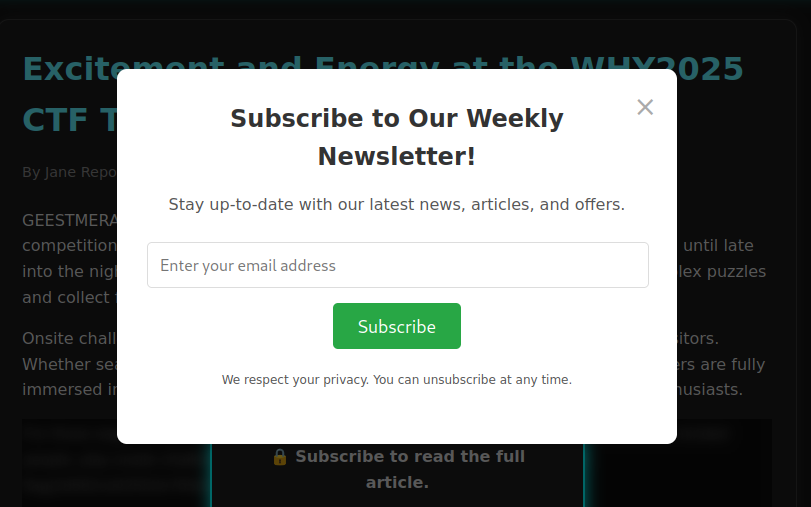 Excitement and Energy at the WHY2025
CTF T
By Jane Repo
Subscribe to Our Weekly
Newsletter!
×
Stay up-to-date with our latest news, articles, and offers.
Enter your email address
Subscribe
We respect your privacy. You can unsubscribe at any time.
GEESTMERA
competition until late
into the nig lex puzzles
and collect
Onsite chall sitors.
Whether sea ers are fully
immersed i husiasts.
🔒 Subscribe to read the full
article.